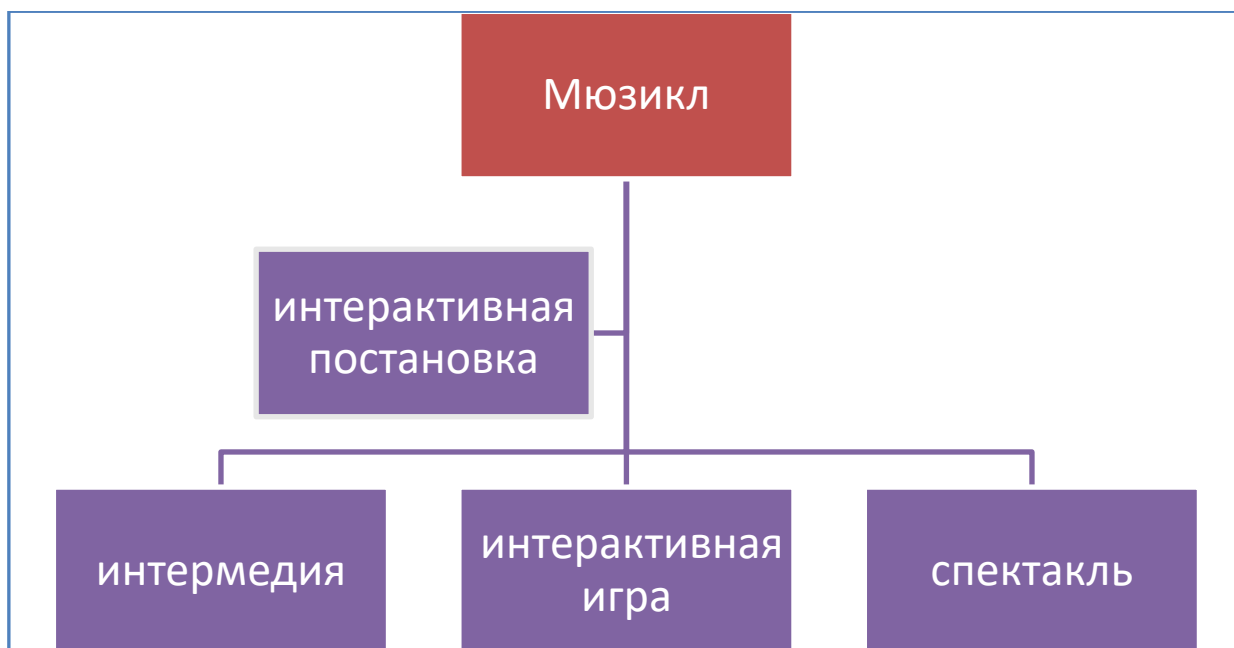 Мюзикл
интерактивная
постановка
интермедия
интерактивная
игра
спектакль